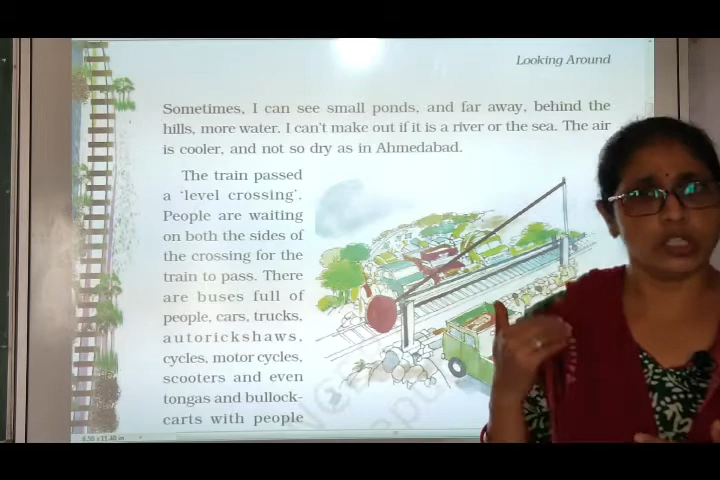 Looking Around
Sometimes, I can see small ponds, and far away, behind the
hills, more water. I can't make out if it is a river or the sea. The air
is cooler, and not so dry as in Ahmedabad.
The train passed
a 'level crossing'.
People are waiting
on both the sides of
the crossing for the
train to pass. There
are buses full of
people, cars, trucks,
autorickshaws,
cycles, motor cycles,
scooters and even
tongas and bullock-
carts with people